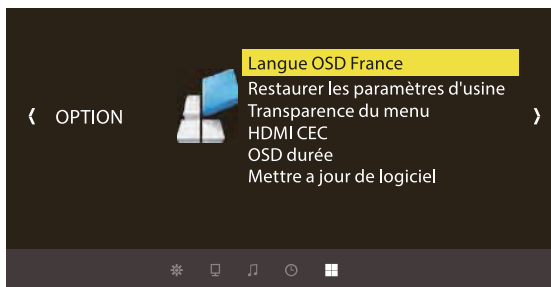 OPTION
Langue OSD France
Restaurer les paramètres d'usine
Transparence du menu
HDMI CEC
OSD durée
Mettre a jour de logiciel